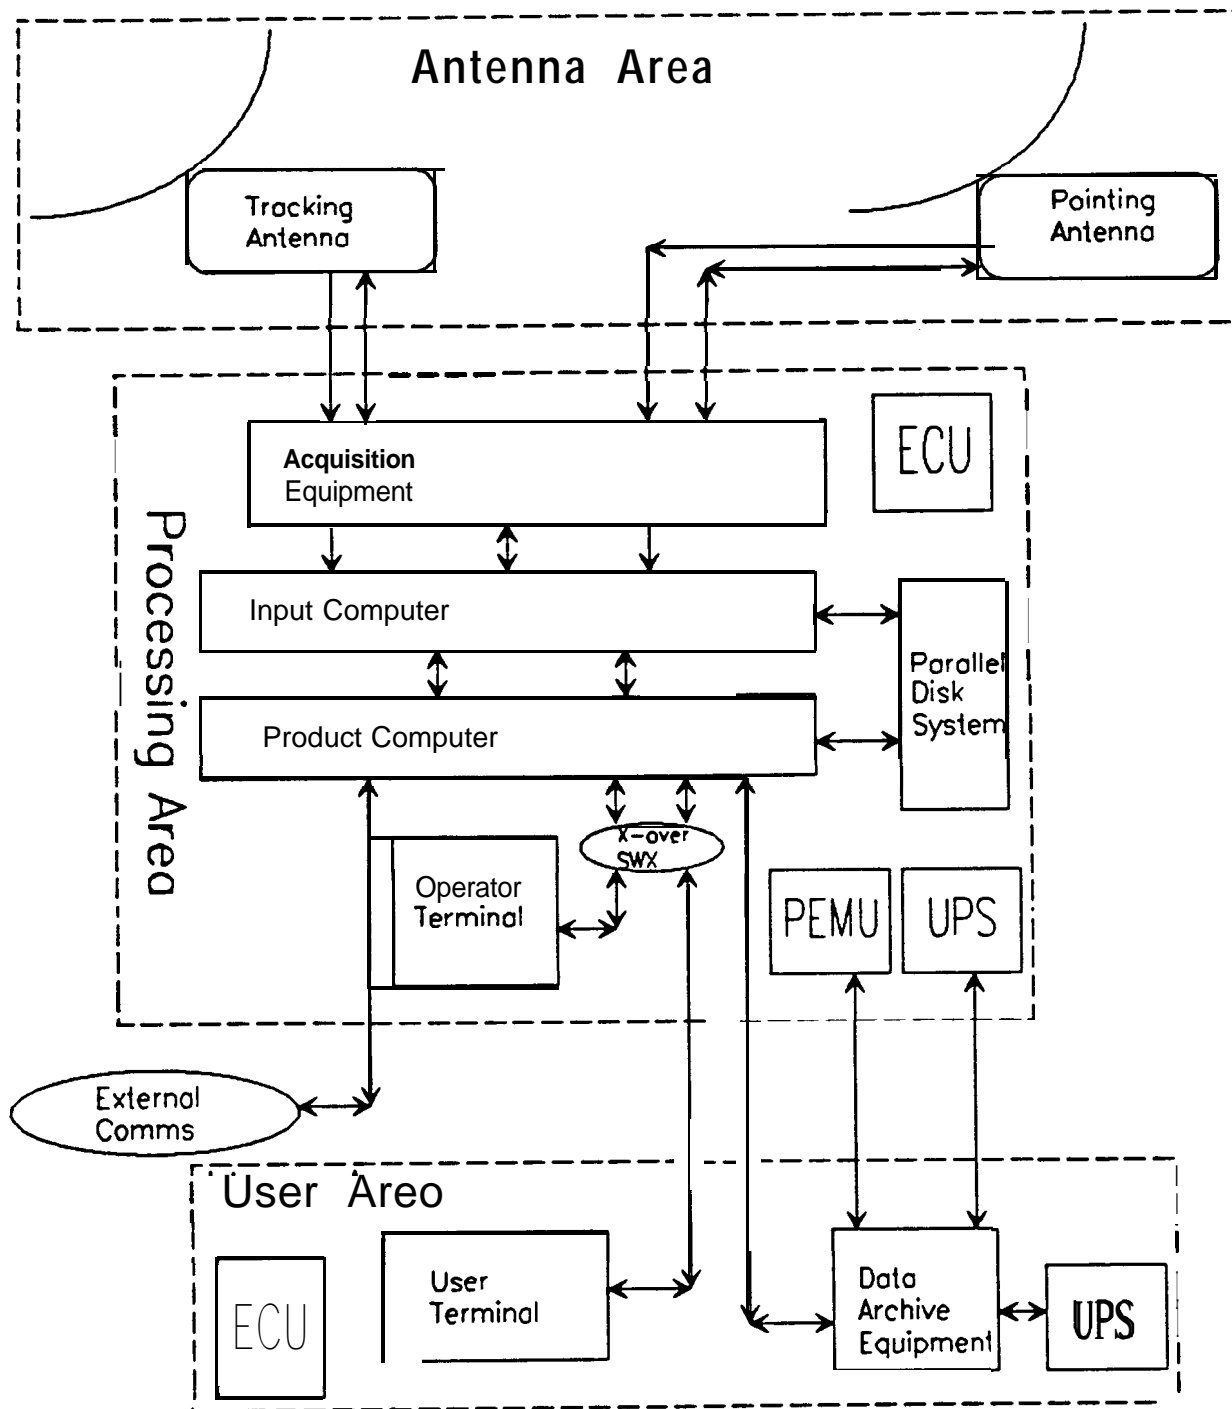 Antenna Area
Tracking
Antenna
Pointing
Antenna
Acquisition
Equipment
ECU
Processing Area
Input Computer
Parallel
Disk
System
Product Computer
X-over
SWX
Operator
Terminal
PEMU
UPS
External
Comms
User Areo
ECU
User
Terminal
Data
Archive
Equipment
UPS